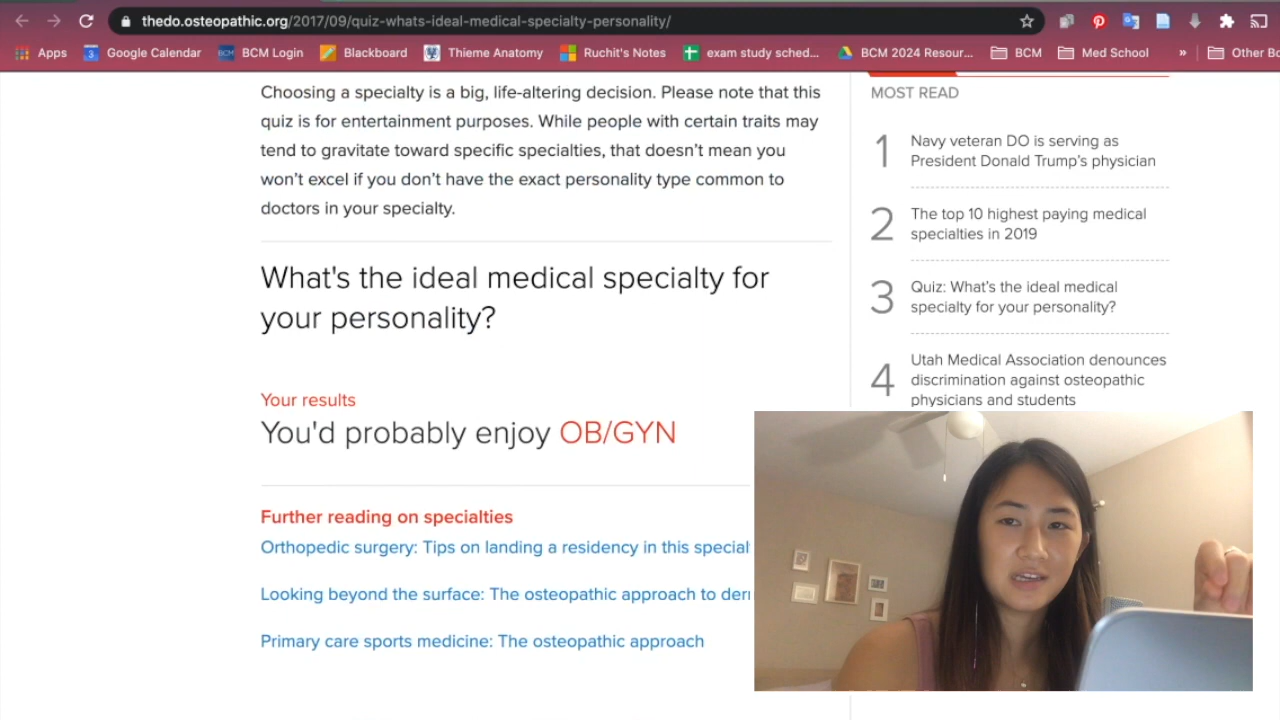 thedo.osteopathic.org/2017/09/quiz-whats-ideal-medical-specialty-personality/
Apps
3
Google Calendar
BCM
BCM Login
Blackboard
Thieme Anatomy
Ruchit's Notes
exam study sched...
BCM 2024 Resour...
BCM
Med School
»
Other Bo
Choosing a specialty is a big, life-altering decision. Please note that this
quiz is for entertainment purposes. While people with certain traits may
tend to gravitate toward specific specialties, that doesn't mean you
won't excel if you don't have the exact personality type common to
doctors in your specialty.
What's the ideal medical specialty for
your personality?
Your results
You'd probably enjoy OB/GYN
Further reading on specialties
Orthopedic surgery: Tips on landing a residency in this special
Looking beyond the surface: The osteopathic approach to der
Primary care sports medicine: The osteopathic approach
MOST READ
1
Navy veteran DO is serving as
President Donald Trump's physician
2
The top 10 highest paying medical
specialties in 2019
3
Quiz: What's the ideal medical
specialty for your personality?
4
Utah Medical Association denounces
discrimination against osteopathic
physicians and students